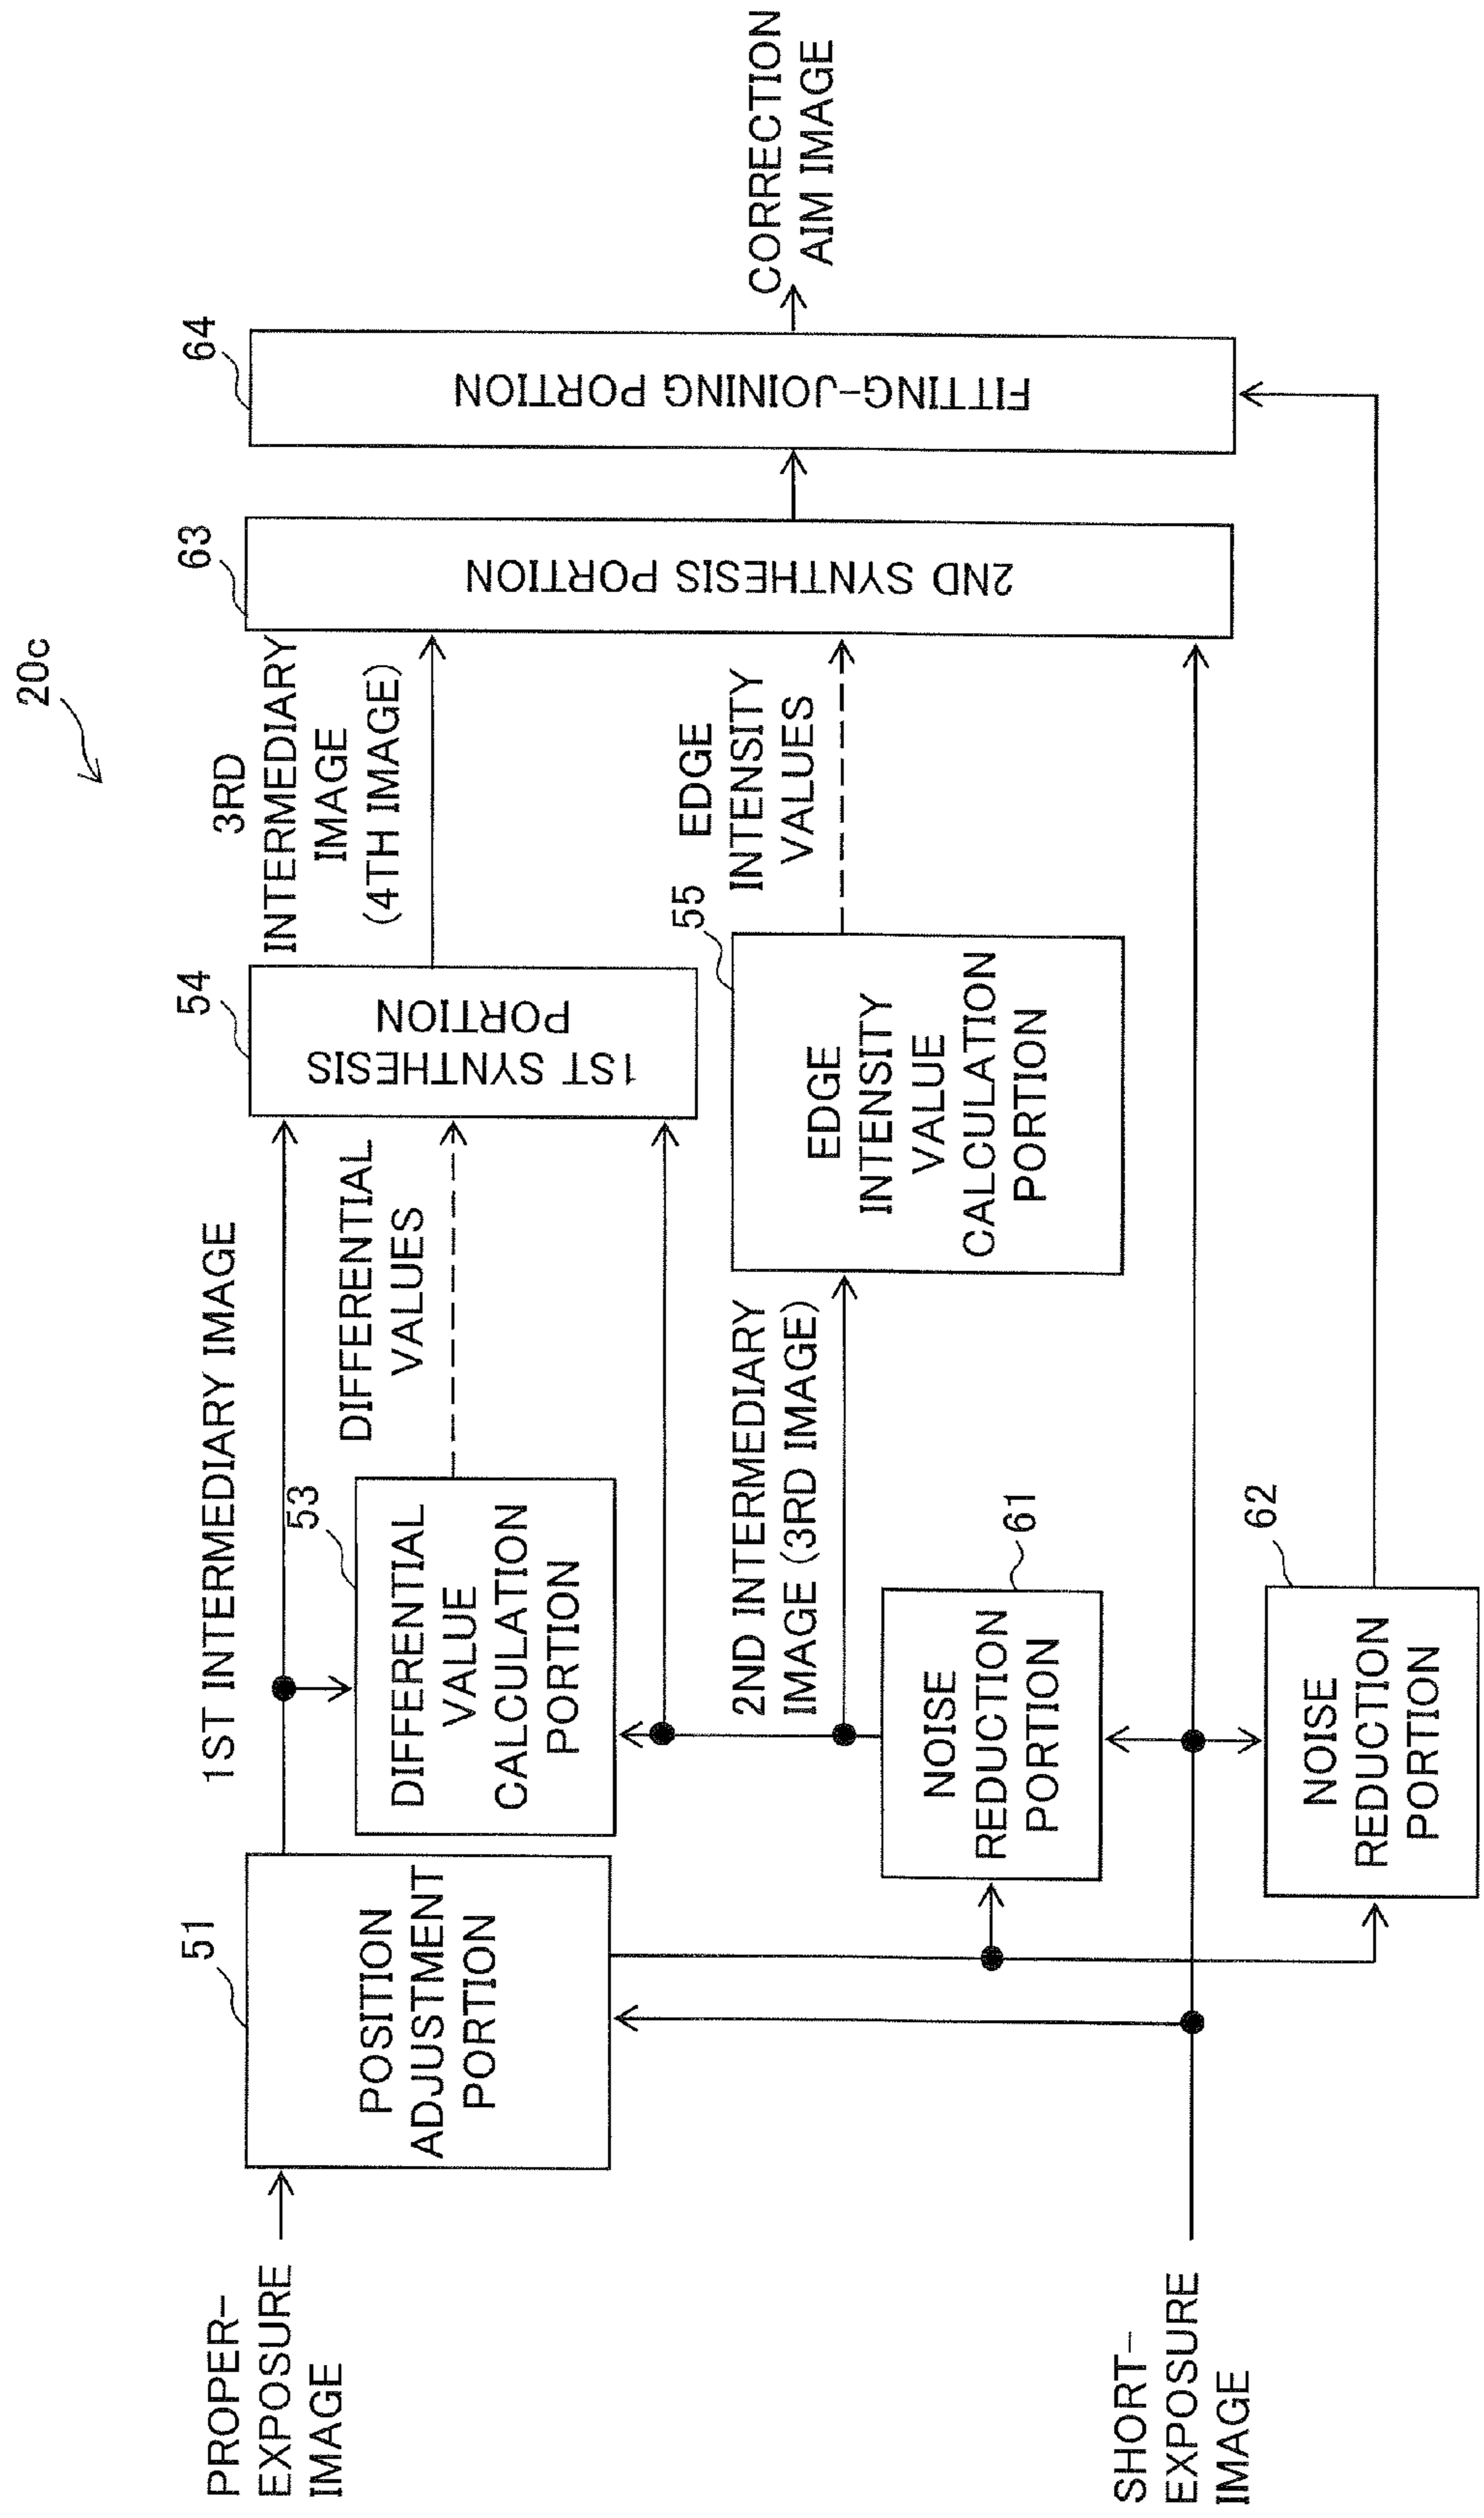 20c
PROPER-
EXPOSURE
IMAGE
SHORT-
EXPOSURE
IMAGE
51
POSITION
ADJUSTMENT
PORTION
1ST INTERMEDIARY IMAGE
53
DIFFERENTIAL
VALUE
CALCULATION
PORTION
DIFFERENTIAL
VALUES
2ND INTERMEDIARY
IMAGE (3RD IMAGE)
61
NOISE
REDUCTION
PORTION
62
NOISE
REDUCTION
PORTION
54
1ST SYNTHESIS
PORTION
55
EDGE
INTENSITY
VALUE
CALCULATION
PORTION
3RD
INTERMEDIARY
IMAGE
(4TH IMAGE)
EDGE
INTENSITY
VALUES
63
2ND SYNTHESIS PORTION
64
FITTING-JOINING PORTION
CORRECTION
AIM IMAGE